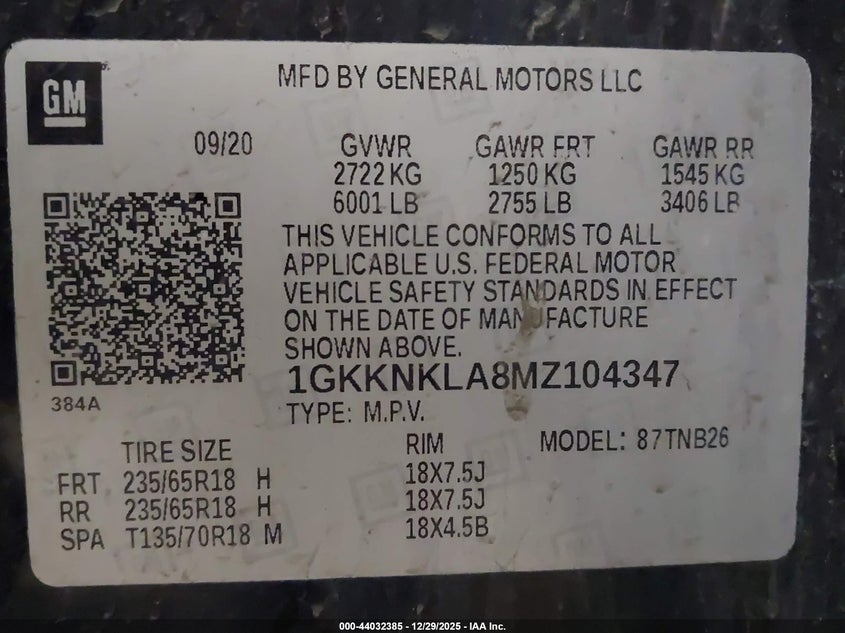 GM
MFD BY GENERAL MOTORS LLC
09/20 GVWR GAWR FRT GAWR RR
2722 KG 1250 KG 1545 KG
6001 LB 2755 LB 3406 LB
THIS VEHICLE CONFORMS TO ALL
APPLICABLE U.S. FEDERAL MOTOR
VEHICLE SAFETY STANDARDS IN EFFECT
ON THE DATE OF MANUFACTURE
SHOWN ABOVE.
1GKKNKLA8MZ104347
384A
TYPE: M.P.V.
TIRE SIZE RIM MODEL: 87TNB26
FRT 235/65R18 H 18X7.5J
RR 235/65R18 H 18X7.5J
SPA T135/70R18 M 18X4.5B
000-44032385 - 12/29/2025 - IAA Inc.